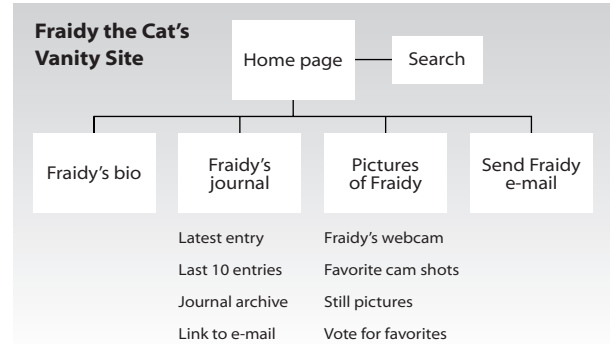 Fraidy the Cat's
Vanity Site
Home page
Search
Fraidy's bio
Fraidy's
journal
Pictures
of Fraidy
Send Fraidy
e-mail
Latest entry
Last 10 entries
Journal archive
Link to e-mail
Fraidy's webcam
Favorite cam shots
Still pictures
Vote for favorites